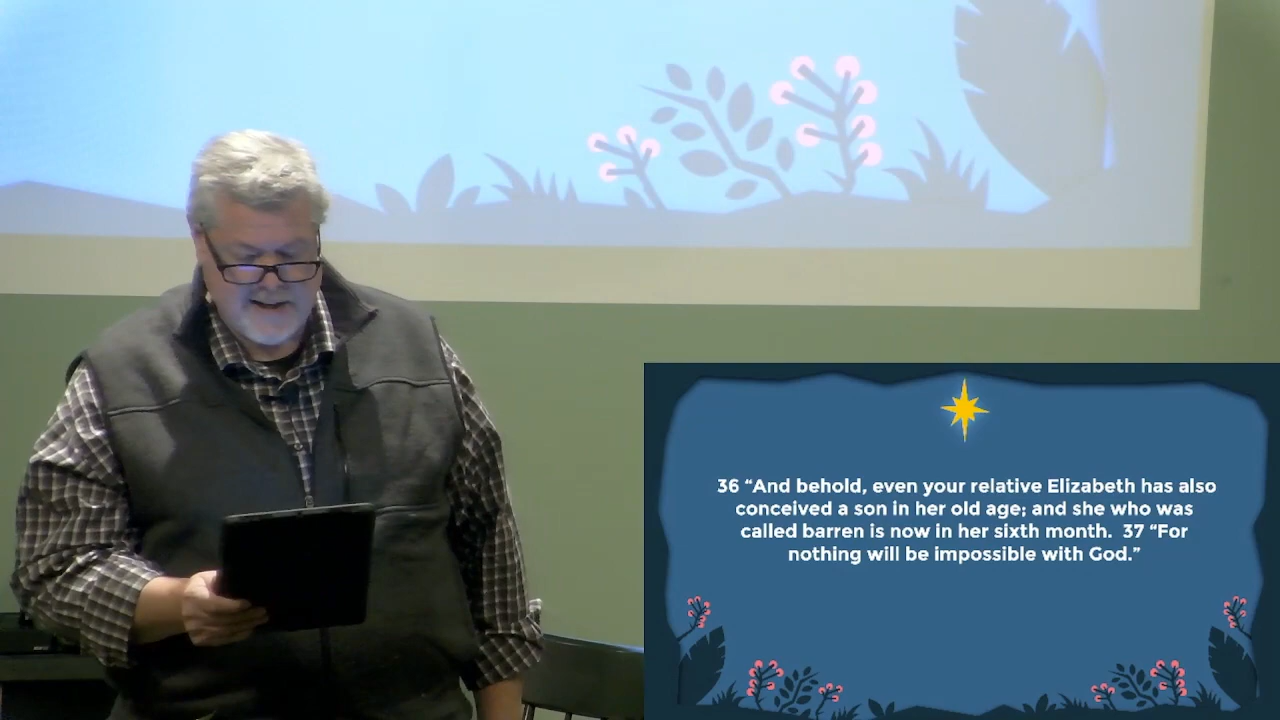 36 “And behold, even your relative Elizabeth has also
conceived a son in her old age; and she who was
called barren is now in her sixth month.  37 “For
nothing will be impossible with God.”